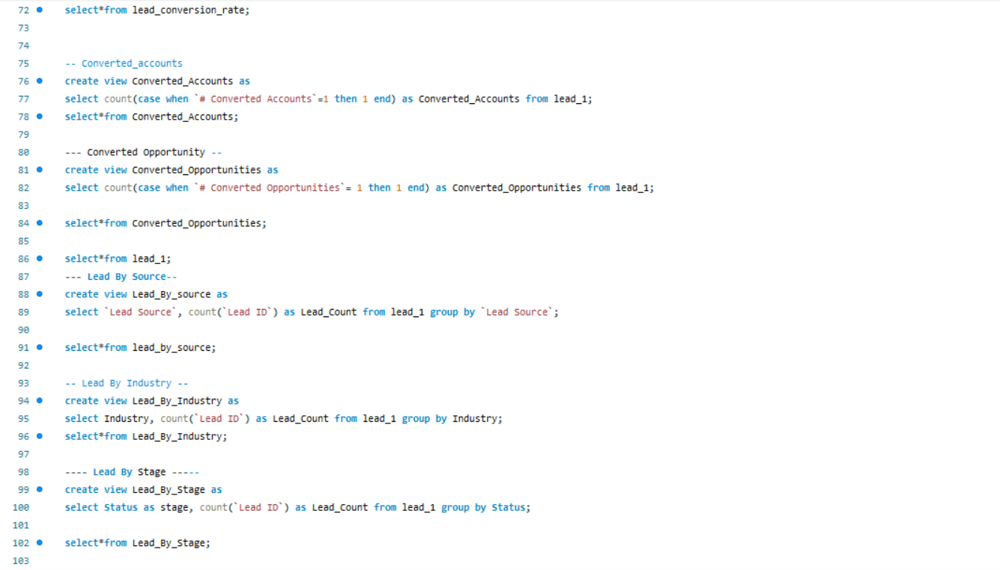 72 select*from lead_conversion_rate;
73
74
75 -- Converted_accounts
76 create view Converted_Accounts as
77 select count(case when `# Converted Accounts`=1 then 1 end) as Converted_Accounts from lead_1;
78 select*from Converted_Accounts;
79
80 --- Converted Opportunity --
81 create view Converted_Opportunities as
82 select count(case when `# Converted Opportunities`= 1 then 1 end) as Converted_Opportunities from lead_1;
83
84 select*from Converted_Opportunities;
85
86 select*from lead_1;
87 --- Lead By Source--
88 create view Lead_By_source as
89 select `Lead Source`, count(`Lead ID`) as Lead_Count from lead_1 group by `Lead Source`;
90
91 select*from lead_by_source;
92
93 -- Lead By Industry --
94 create view Lead_By_Industry as
95 select Industry, count(`Lead ID`) as Lead_Count from lead_1 group by Industry;
96 select*from Lead_By_Industry;
97
98 ---- Lead By Stage -----
99 create view Lead_By_Stage as
100 select Status as stage, count(`Lead ID`) as Lead_Count from lead_1 group by Status;
101
102 select*from Lead_By_Stage;
103